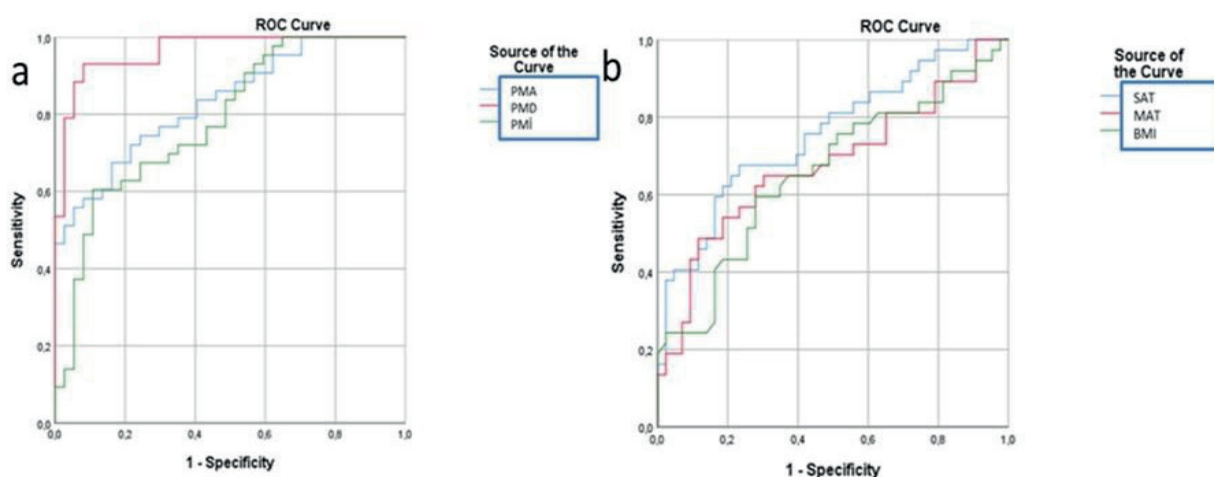 a
ROC Curve
1,0
0,8
0,6
0,4
0,2
0,0
Sensitivity
0,0 0,2 0,4 0,6 0,8 1,0
1 - Specificity
Source of the
Curve
PMA
PMD
PMİ
b
ROC Curve
1,0
0,8
0,6
0,4
0,2
0,0
Sensitivity
0,0 0,2 0,4 0,6 0,8 1,0
1 - Specificity
Source of
the Curve
SAT
MAT
BMI